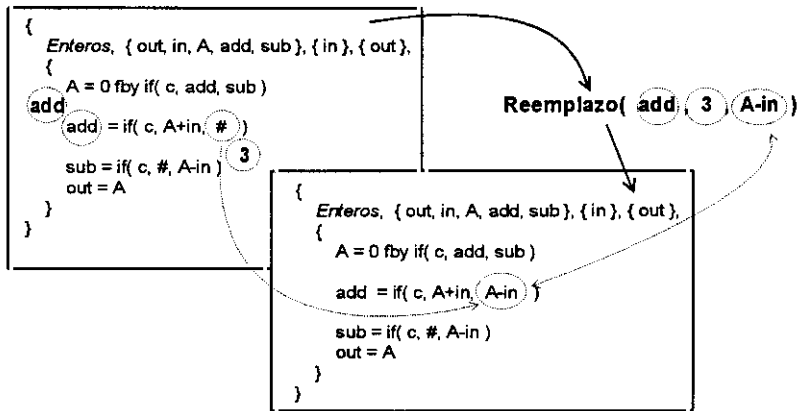 {
Enteros, { out, in, A, add, sub }, { in }, { out },
{
A = 0 fby if( c, add, sub )
add
add = if( c, A+in, # )
3
sub = if( c, #, A-in )
out = A
}
}
Reemplazo( add , 3 , A-in )
{
Enteros, { out, in, A, add, sub }, { in }, { out },
{
A = 0 fby if( c, add, sub )
add = if( c, A+in, A-in )
sub = if( c, #, A-in )
out = A
}
}